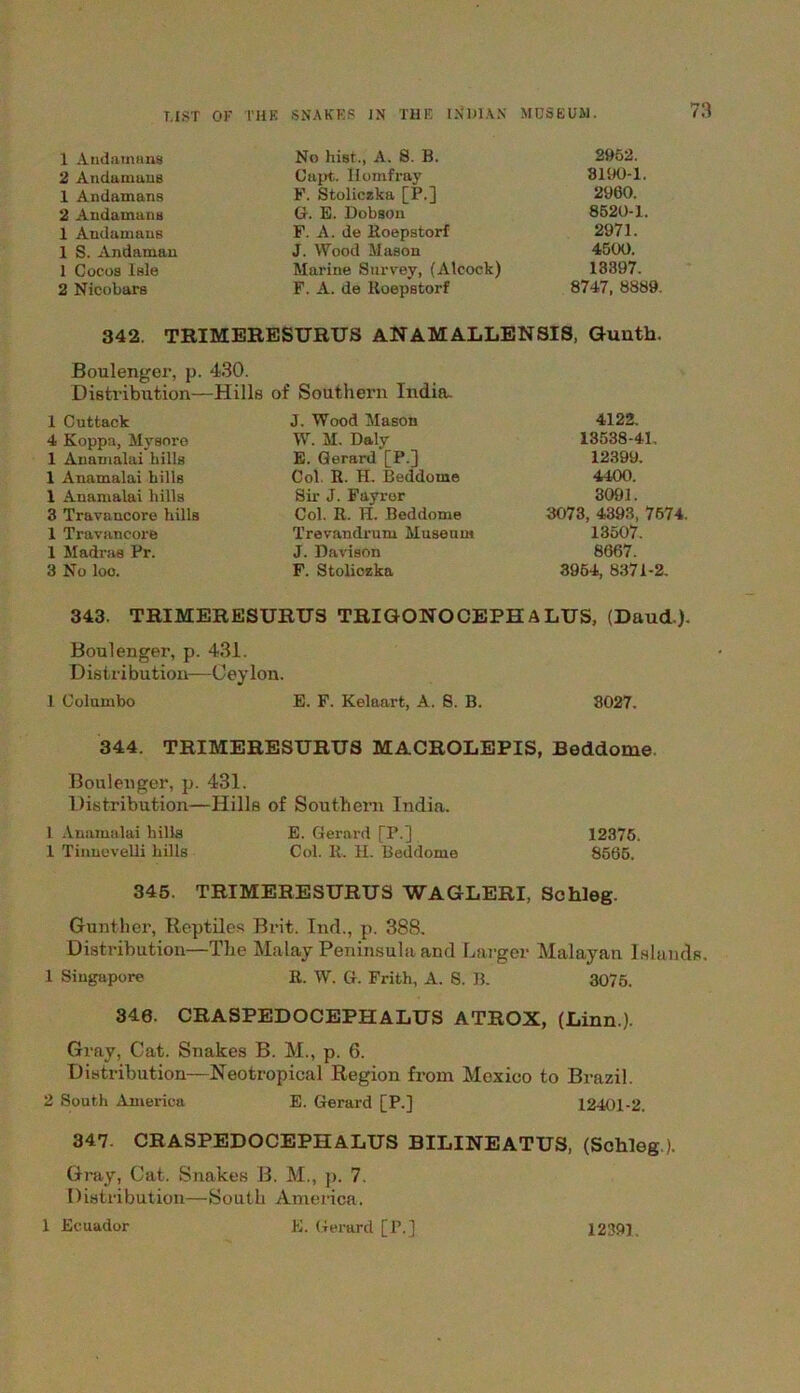 LIST OF THE SNAKES IN THE INDIAN MUSEUM. 73
1 Andamans No hist., A. S. B. 2952.
2 Andamans Capt. Homfray 3190-1.
1 Andamans F. Stoliczka [P.] 2960.
2 Andamans G. E. Dobson 8520-1.
1 Andamans F. A. de Roepstorf 2971.
1 S. Andaman J. Wood Mason 4500.
1 Cocos Isle Marine Survey, (Alcock) 13397.
2 Nicobars F. A. de Roepstorf 8747, 8889.
342. TRIMERESURUS ANAMALLENSIS, Gunth.
Boulenger, p. 430.
Distribution—Hills of Southern India.
1 Cuttack J. Wood Mason 4122.
4 Koppa, Mysore W. M. Daly 13538-41.
1 Anamalai hills E. Gerard [P.] 12399.
1 Anamalai hills Col. R. H. Beddome 4400.
1 Anamalai hills Sir J. Fayrer 3091.
3 Travancore hills Col. R. H. Beddome 3073, 4393, 7674.
1 Travancore Trevandrum Museum 13507.
1 Madras Pr. J. Davison 8667.
3 No loc. F. Stoliczka 3954, 8371-2.
343. TRIMERESURUS TRIGONOCEPHALUS, (Daud.).
Boulenger, p. 431.
Distribution—Ceylon.
1 Columbo E. F. Kelaart, A. S. B. 3027.
344. TRIMERESURUS MACROLEPIS, Beddome.
Boulenger, p. 431.
Distribution—Hills of Southern India.
1 Anamalai hills E. Gerard [P.] 12375.
1 Tinnevelli hills Col. R. H. Beddome 8565.
345. TRIMERESURUS WAGLERI, Schleg.
Gunther, Reptiles Brit. Ind., p. 388.
Distribution—The Malay Peninsula and Larger Malayan Islands.
1 Singapore R. W. G. Frith, A. S. B. 3075.
346. CRASPEDOCEPHALUS ATROX, (Linn.).
Gray, Cat. Snakes B. M., p. 6.
Distribution—Neotropical Region from Mexico to Brazil.
2 South America E. Gerard [P.] 12401-2.
347. CRASPEDOCEPHALUS BILINEATUS, (Schleg.).
Gray, Cat. Snakes B. M., p. 7.
Distribution—South America.
1 Ecuador E. Gerard [P.] 12391.